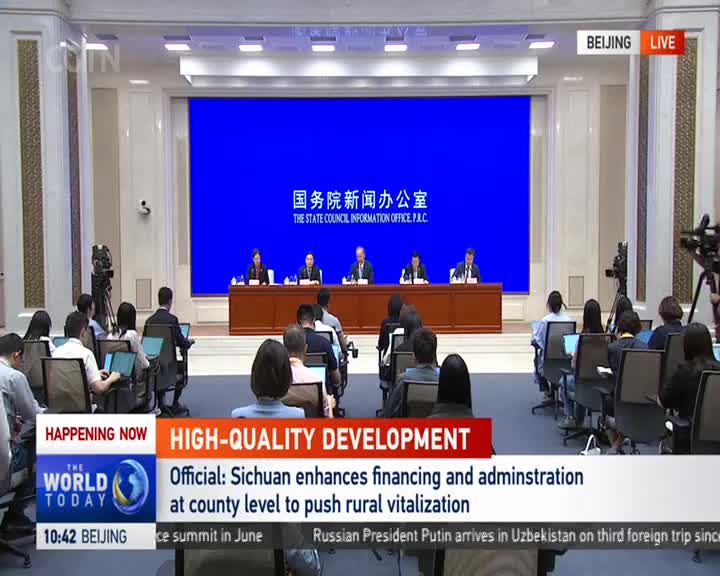 CGTN
BEIJING LIVE
国务院新闻办公室
THE STATE COUNCIL INFORMATION OFFICE, P.R.C.
HAPPENING NOW
HIGH-QUALITY DEVELOPMENT
THE
WORLD
TODAY
Official: Sichuan enhances financing and adminstration
at county level to push rural vitalization
10:42 BEIJING
ce summit in June Russian President Putin arrives in Uzbekistan on third foreign trip since